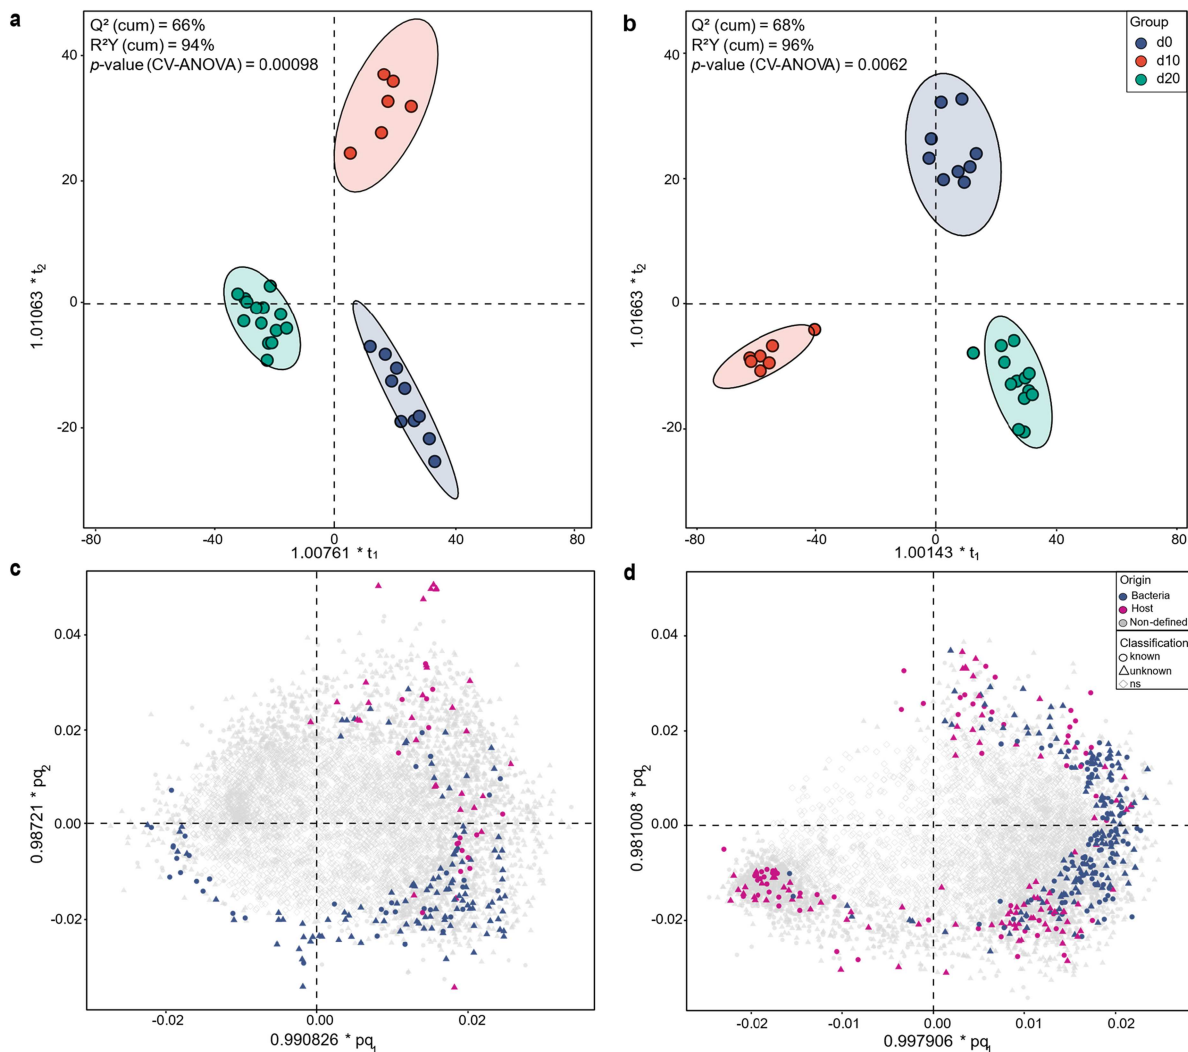 a
Q² (cum) = 66%
R²Y (cum) = 94%
p-value (CV-ANOVA) = 0.00098
40
20
0
-20
1.01063 * t2
-80
-40
0
40
80
1.00761 * t1
b
Q² (cum) = 68%
R²Y (cum) = 96%
p-value (CV-ANOVA) = 0.0062
Group
d0
d10
d20
40
20
0
-20
1.01663 * t2
-80
-40
0
40
80
1.00143 * t1
c
0.04
0.02
0.00
-0.02
0.98721 * pq2
-0.02
0.00
0.02
0.990826 * pq1
d
Origin
Bacteria
Host
Non-defined
Classification
known
unknown
ns
0.04
0.02
0.00
-0.02
0.981008 * pq2
-0.02
-0.01
0.00
0.01
0.02
0.997906 * pq1